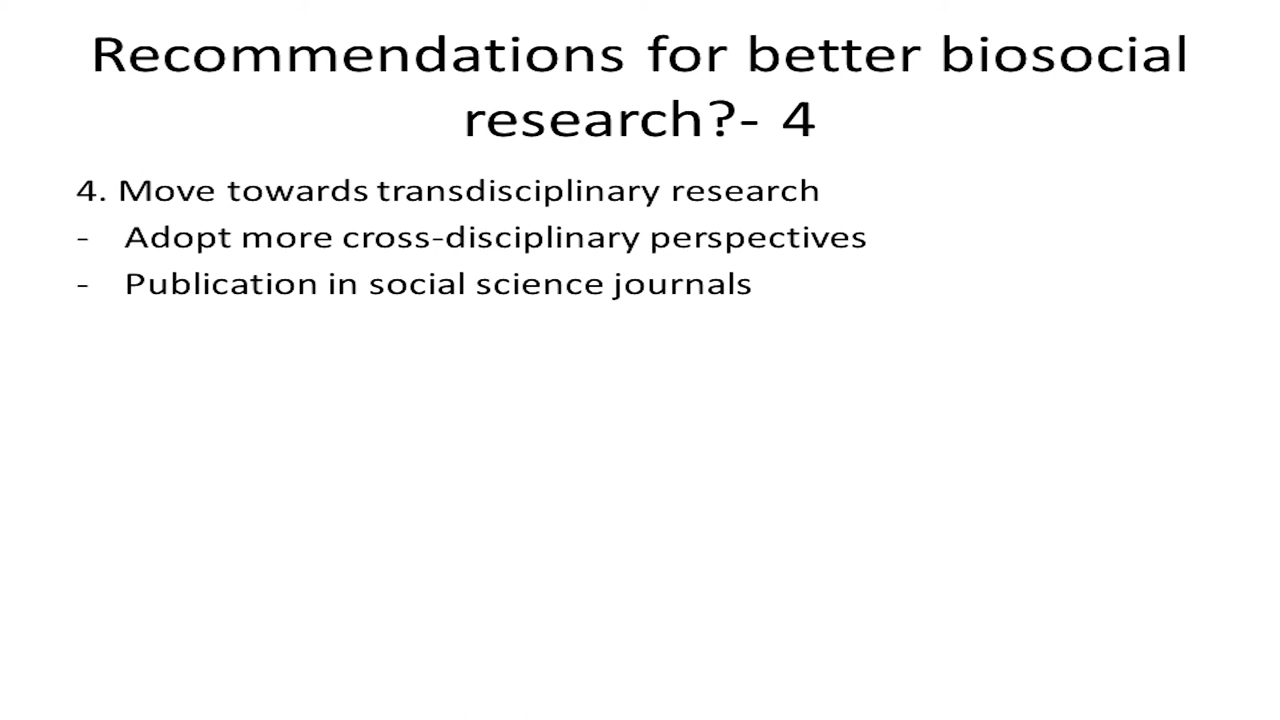 Recommendations for better biosocial
research?- 4
4. Move towards transdisciplinary research
- Adopt more cross-disciplinary perspectives
- Publication in social science journals